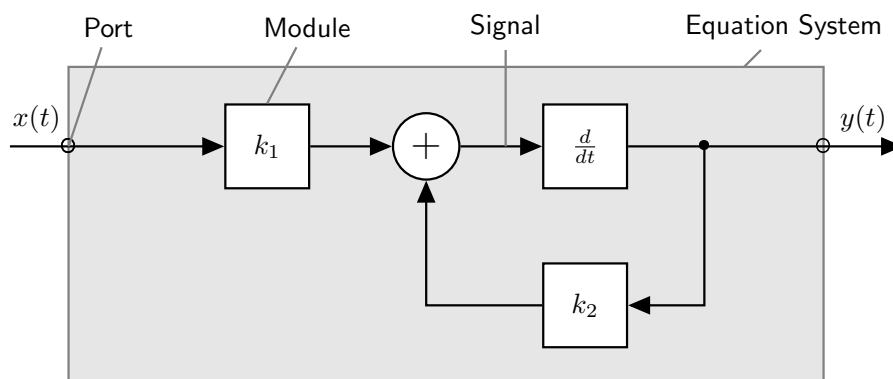 Port Module Signal Equation System
x(t) y(t)
k₁ + d/dt
k₂